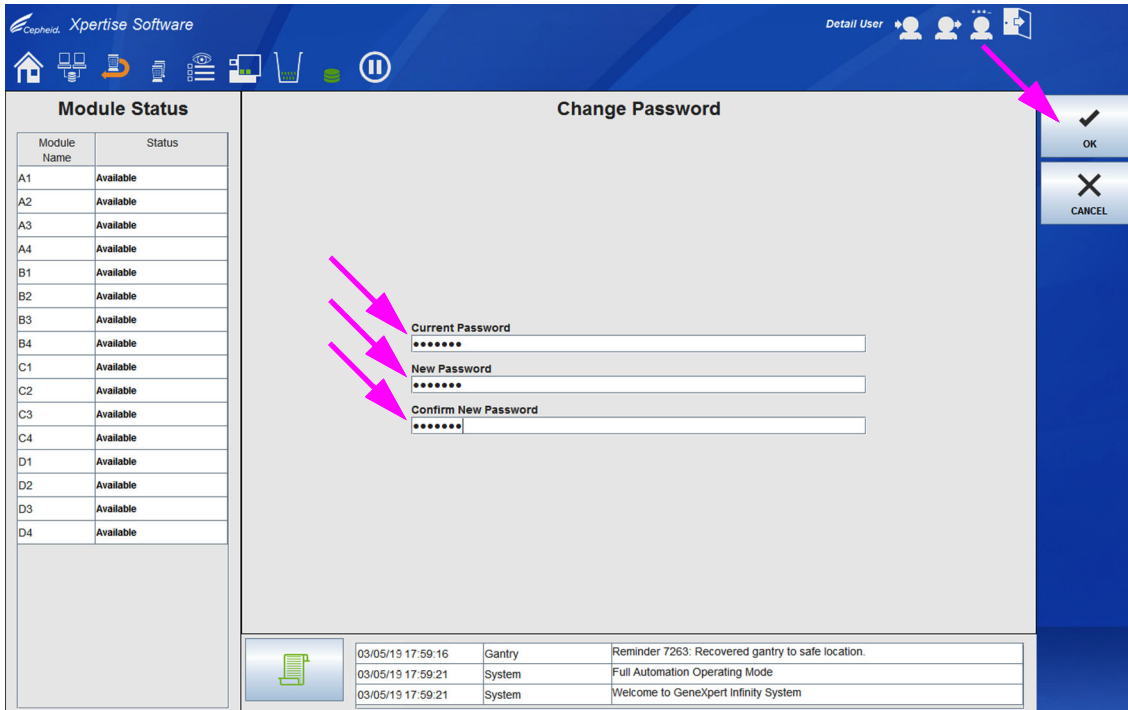 Cepheid. Xpertise Software
Detail User
Module Status
Module Name
Status
A1 Available
A2 Available
A3 Available
A4 Available
B1 Available
B2 Available
B3 Available
B4 Available
C1 Available
C2 Available
C3 Available
C4 Available
D1 Available
D2 Available
D3 Available
D4 Available
Change Password
Current Password
•••••••
New Password
•••••••
Confirm New Password
•••••••
OK
CANCEL
03/05/19 17:59:16 Gantry Reminder 7263: Recovered gantry to safe location.
03/05/19 17:59:21 System Full Automation Operating Mode
03/05/19 17:59:21 System Welcome to GeneXpert Infinity System